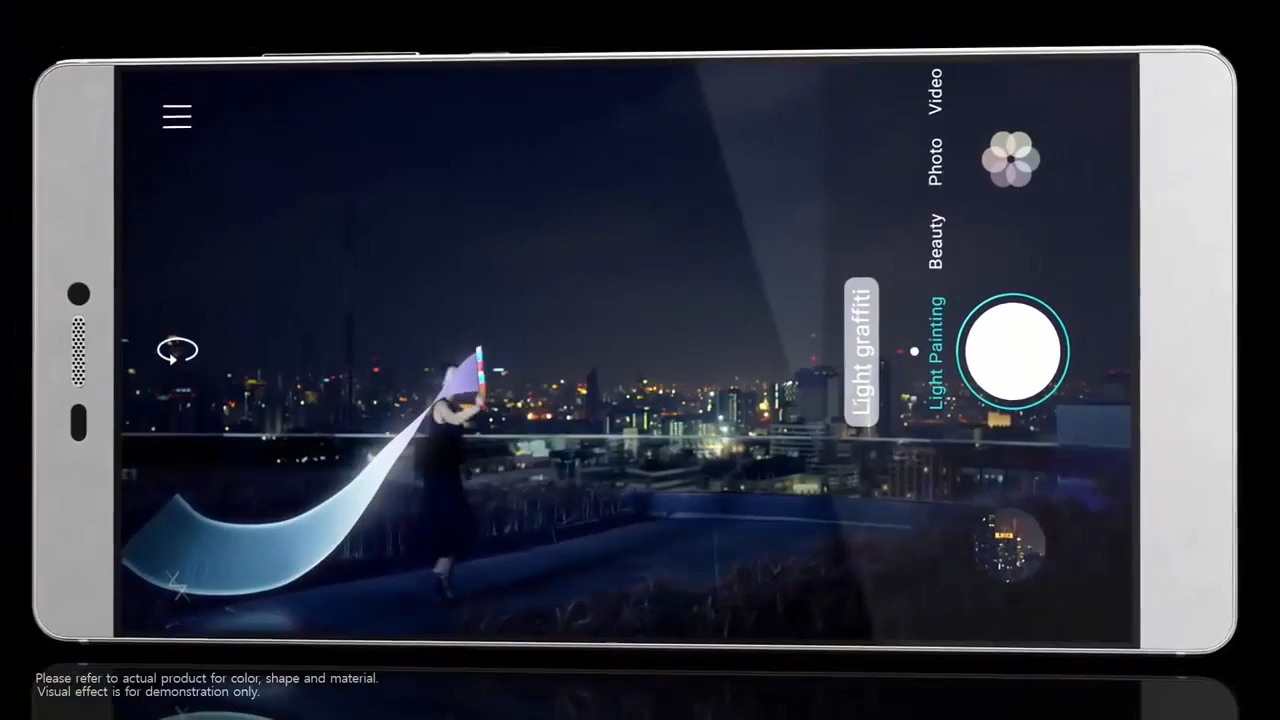 Video
Photo
Beauty
Light Painting
Light graffiti
Please refer to actual product for color, shape and material.
Visual effect is for demonstration only.